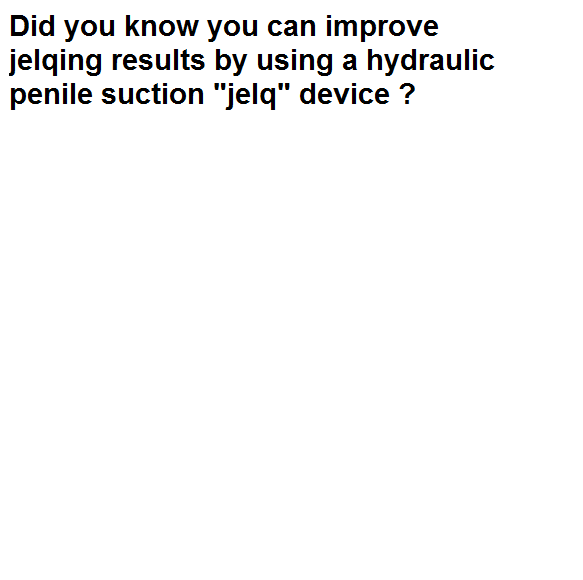 Did you know you can improve
jelqing results by using a hydraulic
penile suction "jelq" device ?